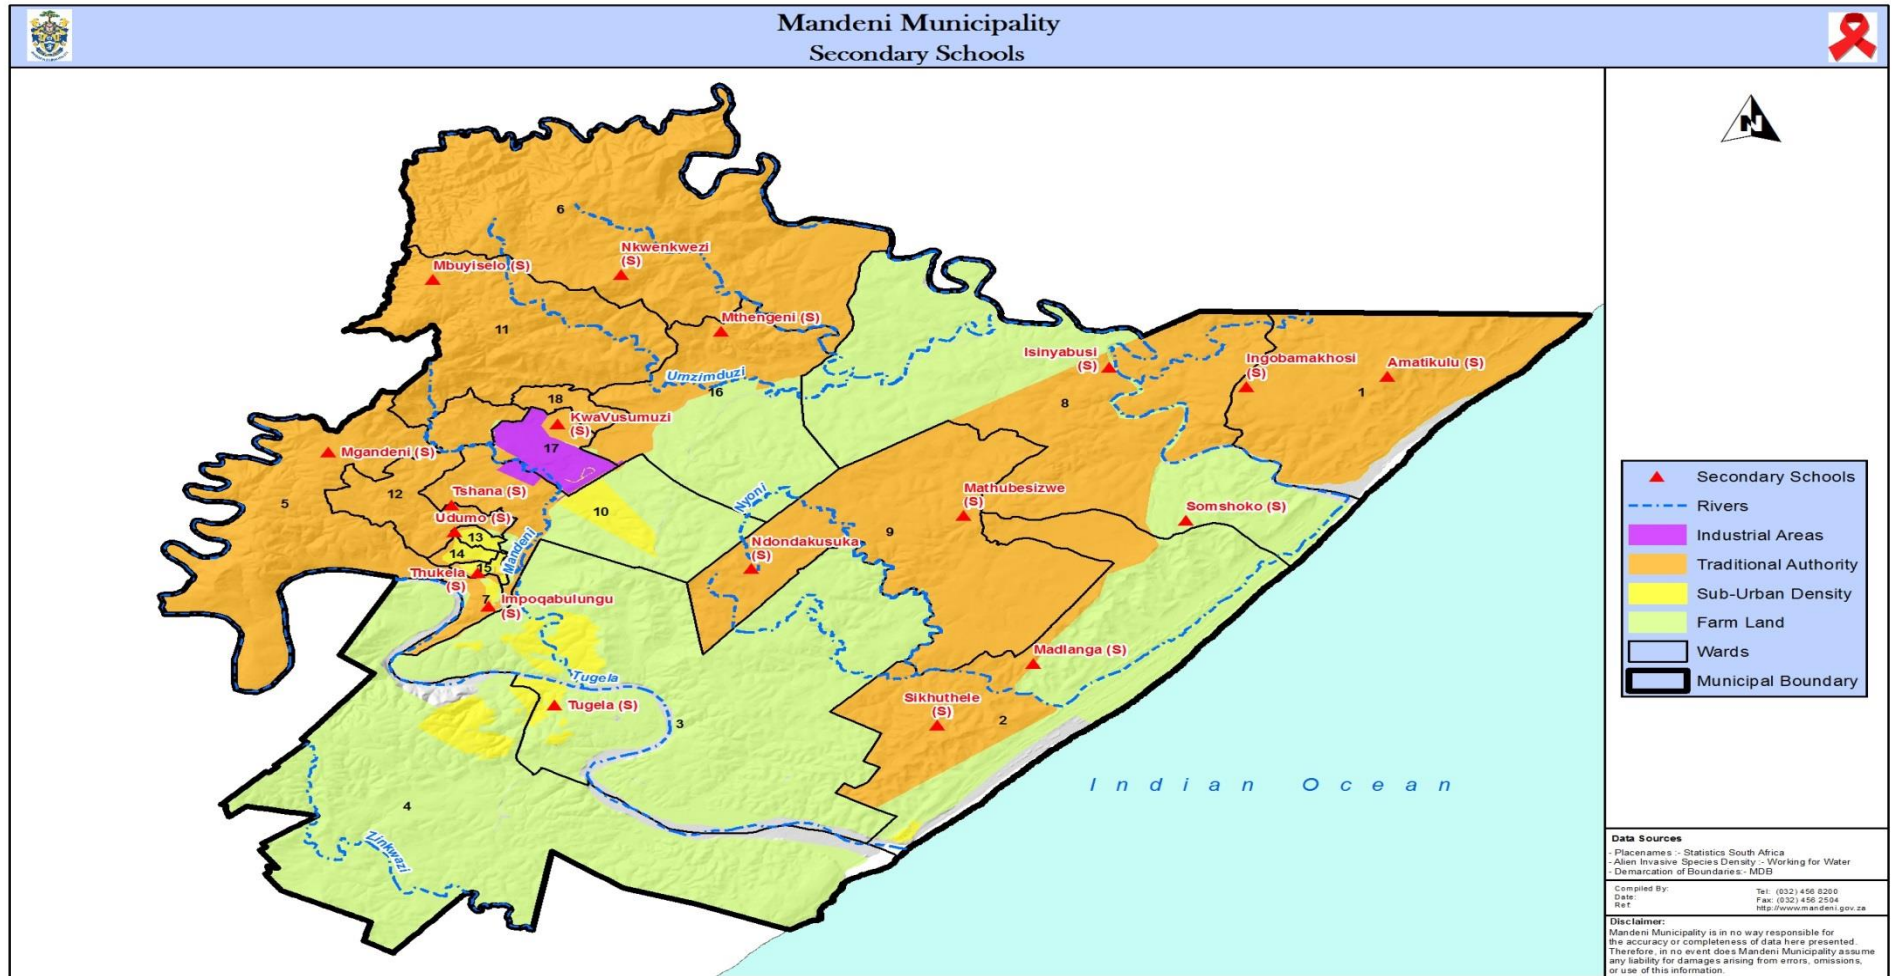 Mandeni Municipality
Secondary Schools
N
6
Nkwenkwezi
(S)
Mbuyiselo (S)
11
Mthengeni (S)
Umzimduzi
16
18
KwaVusumuzi
(S)
17
Isinyabusi
(S)
Ingobamakhosi
(S)
Amatikulu (S)
1
8
Mgandeni (S)
5
12
Tshana (S)
Udumo (S)
13
14
15
Thukela
(S)
7
Impoqabulungu
(S)
Mandeni
10
Nyoni
Mathubesizwe
(S)
9
Ndondakusuka
(S)
Somshoko (S)
Madlanga (S)
Sikhuthele
(S)
2
Tugela
Tugela (S)
3
4
Zinkwazi
Indian Ocean
Secondary Schools
Rivers
Industrial Areas
Traditional Authority
Sub-Urban Density
Farm Land
Wards
Municipal Boundary
Data Sources
- Placenames :- Statistics South Africa
- Alien Invasive Species Density :- Working for Water
- Demarcation of Boundaries:- MDB
Compiled By: Tel: (032) 456 8200
Date: Fax: (032) 456 2504
Ref: http://www.mandeni.gov.za
Disclaimer:
Mandeni Municipality is in no way responsible for
the accuracy or completeness of data here presented.
Therefore, in no event does Mandeni Municipality assume
any liability for damages arising from errors, omissions,
or use of this information.